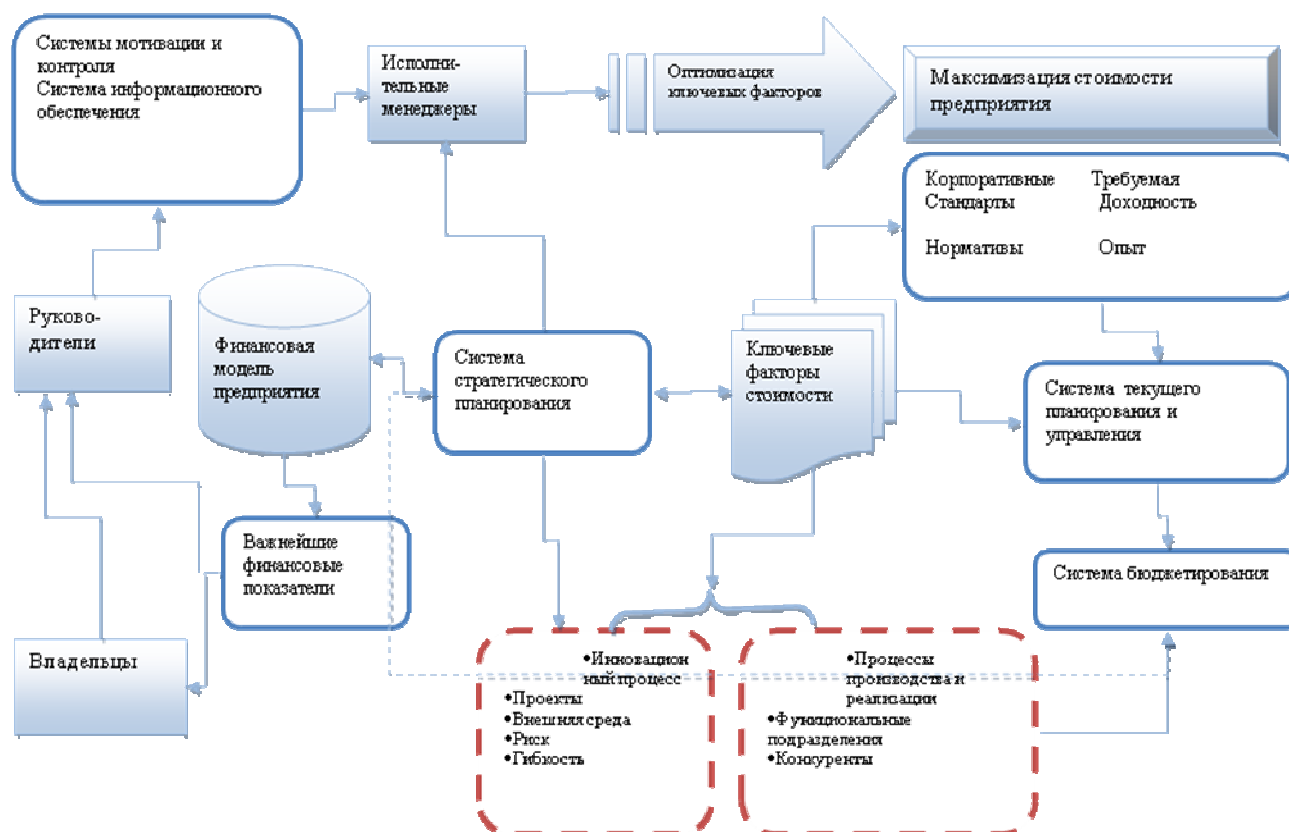 Системы мотивации и
контроля
Система информационного
обеспечения
Исполни-
тельные
менеджеры
Оптимизация
ключевых факторов
Максимизация стоимости
предприятия
Корпоративные Требуемая
Стандарты Доходность
Нормативы Опыт
Руково-
дители
Финансовая
модель
предприятия
Система
стратегического
планирования
Ключевые
факторы
стоимости
Система текущего
планирования и
управления
Важнейшие
финансовые
показатели
Система бюджетирования
Владельцы
•Инновацион
ный процесс
•Проекты
•Внешняя среда
•Риск
•Гибкость
•Процессы
производства и
реализации
•Функциональные
подразделения
•Конкуренты